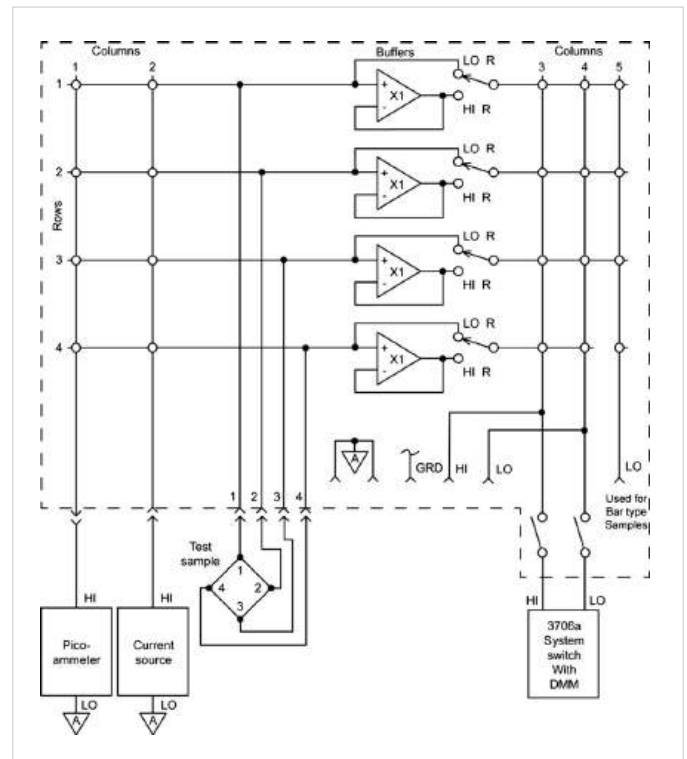 Columns
Buffers
Columns
1
2
3
4
5
LO R
1
+
-
X1
HI R
LO R
2
+
-
X1
HI R
Rows
LO R
3
+
-
X1
HI R
LO R
4
+
-
X1
HI R
A
GRD
HI
LO
LO
Used for
Bar type
Samples
1
2
3
4
Test
sample
1
4
2
3
HI
HI
HI
LO
Pico-
ammeter
Current
source
3706a
System
switch
With
DMM
LO
LO
A
A